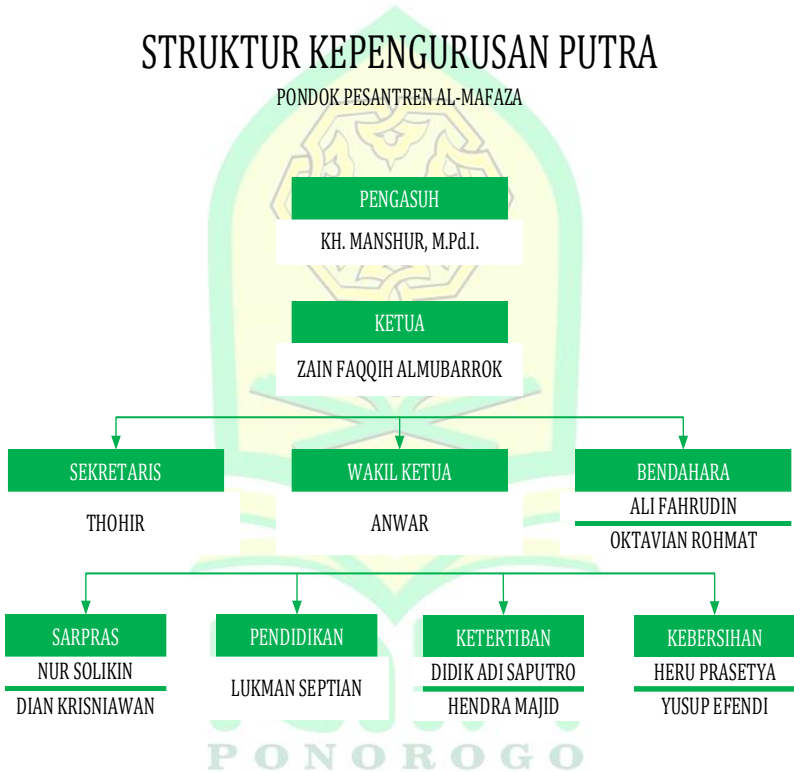 STRUKTUR KEPENGURUSAN PUTRA
PONDOK PESANTREN AL-MAFAZA
PENGASUH
KH. MANSHUR, M.Pd.I.
KETUA
ZAIN FAQQIH ALMUBARROK
SEKRETARIS
THOHIR
WAKIL KETUA
ANWAR
BENDAHARA
ALI FAHRUDIN
OKTAVIAN ROHMAT
SARPRAS
NUR SOLIKIN
DIAN KRISNIAWAN
PENDIDIKAN
LUKMAN SEPTIAN
KETERTIBAN
DIDIK ADI SAPUTRO
HENDRA MAJID
KEBERSIHAN
HERU PRASETYA
YUSUP EFENDI
PONOROGO